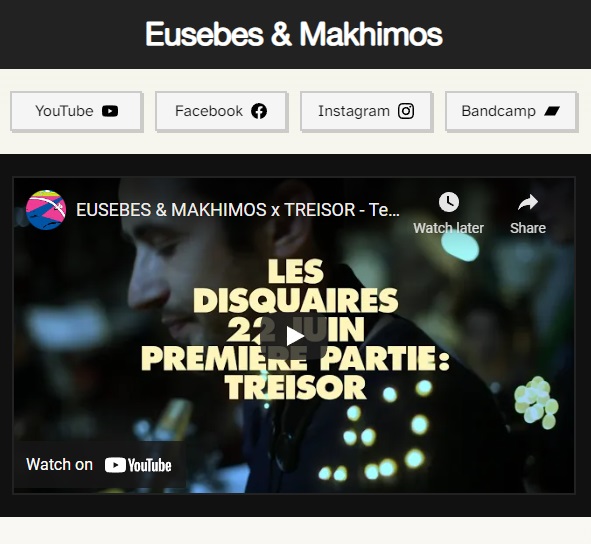 Eusebes & Makhimos
YouTube
Facebook
Instagram
Bandcamp
EUSEBES & MAKHIMOS x TREISOR - Te...
Watch later
Share
LES
DISQUAIRES
22 JUIN
PREMIÈRE PARTIE:
TREISOR
Watch on YouTube